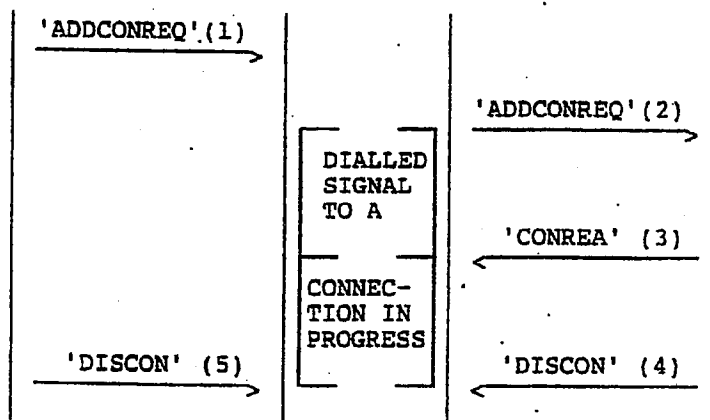 'ADDCONREQ'.(1)
'ADDCONREQ'(2)
DIALLED
SIGNAL
TO A
'CONREA' (3)
CONNEC-
TION IN
PROGRESS
'DISCON' (5)
'DISCON' (4)